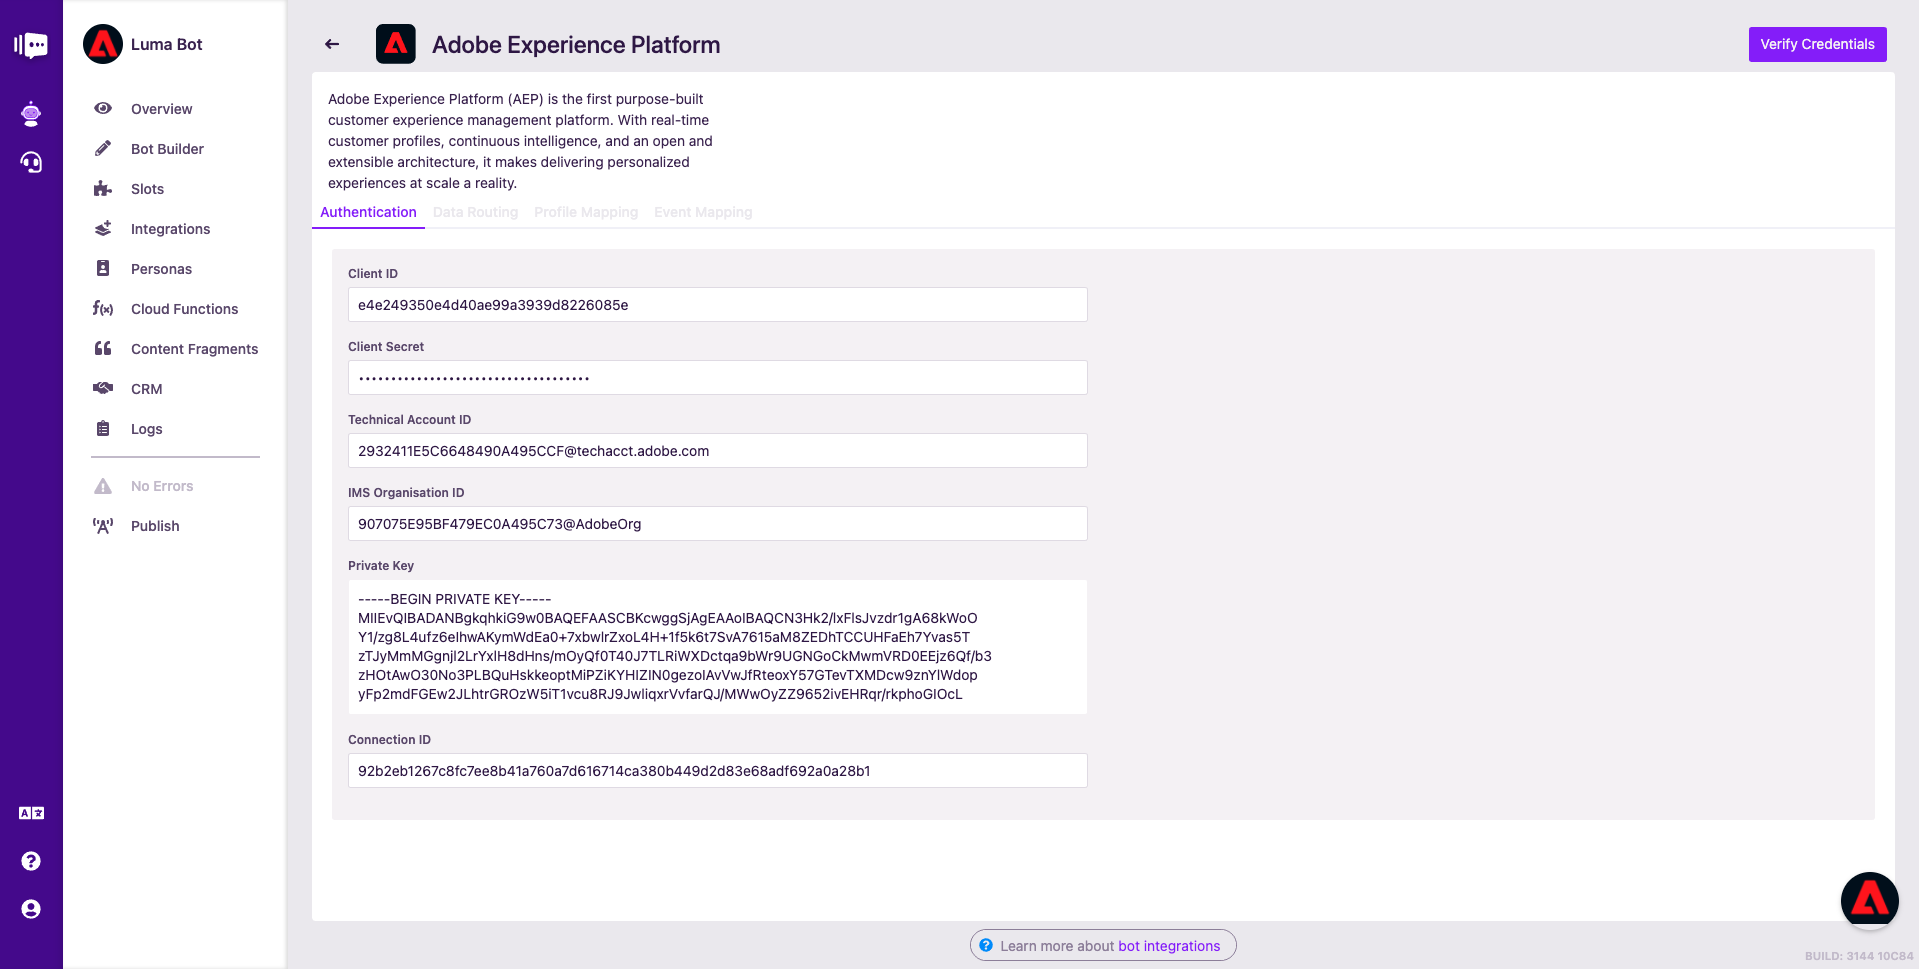 Luma Bot
Overview
Bot Builder
Slots
Integrations
Personas
Cloud Functions
Content Fragments
CRM
Logs
No Errors
Publish
Adobe Experience Platform
Verify Credentials
Adobe Experience Platform (AEP) is the first purpose-built
customer experience management platform. With real-time
customer profiles, continuous intelligence, and an open and
extensible architecture, it makes delivering personalized
experiences at scale a reality.
Authentication Data Routing Profile Mapping Event Mapping
Client ID
e4e249350e4d40ae99a3939d8226085e
Client Secret
Technical Account ID
2932411E5C6648490A495CCF@techacct.adobe.com
IMS Organisation ID
907075E95BF479EC0A495C73@AdobeOrg
Private Key
-----BEGIN PRIVATE KEY-----
MIIEvQIBADANBgkqhkiG9w0BAQEFAASCBKcwggSjAgEAAoIBAQCN3Hk2/lxFlsJvzdr1gA68kWoO
Y1/zg8L4ufz6eIhwAKymWdEa0+7xbwlrZxoL4H+1f5k6t7SvA7615aM8ZEDhTCCUHFaEh7Yvas5T
zTJyMmMGgnjl2LrYxlH8dHns/mOyQf0T40J7TLRiWXDctqa9bWr9UGNGoCkMwmVRD0EEjz6Qf/b3
zHOtAwO30No3PLBQuHskkeoptMiPZiKYHIZIN0gezoIAvVwJfRteoxY57GTevTXMDcw9znYlWdop
yFp2mdFGEw2JLhtrGROzW5iT1vcu8RJ9JwliqxrVvfarQJ/MWwOyZZ9652ivEHRqr/rkphoGIOcL
Connection ID
92b2eb1267c8fc7ee8b41a760a7d616714ca380b449d2d83e68adf692a0a28b1
Learn more about bot integrations
BUILD: 3144 10C84